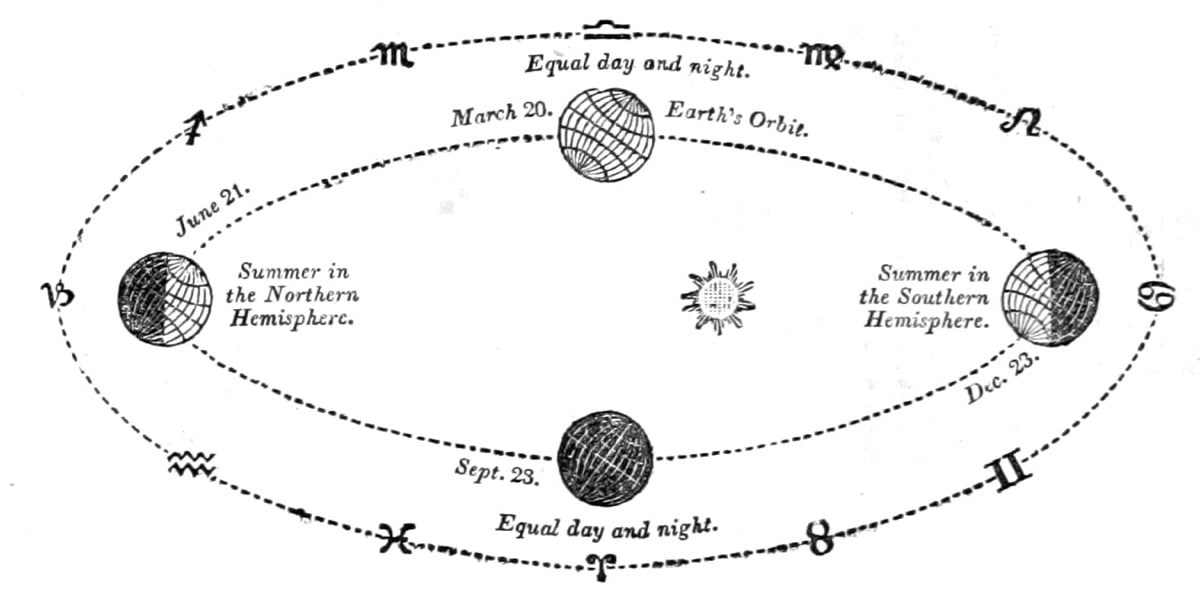 ♎
♏
♍
Equal day and night.
March 20.
Earth's Orbit.
♐
♌
June 21.
Summer in
the Northern
Hemisphere.
Summer in
the Southern
Hemisphere.
♑
♋
Dec. 23.
♒
♊
Sept. 23.
Equal day and night.
♓
♉
♈